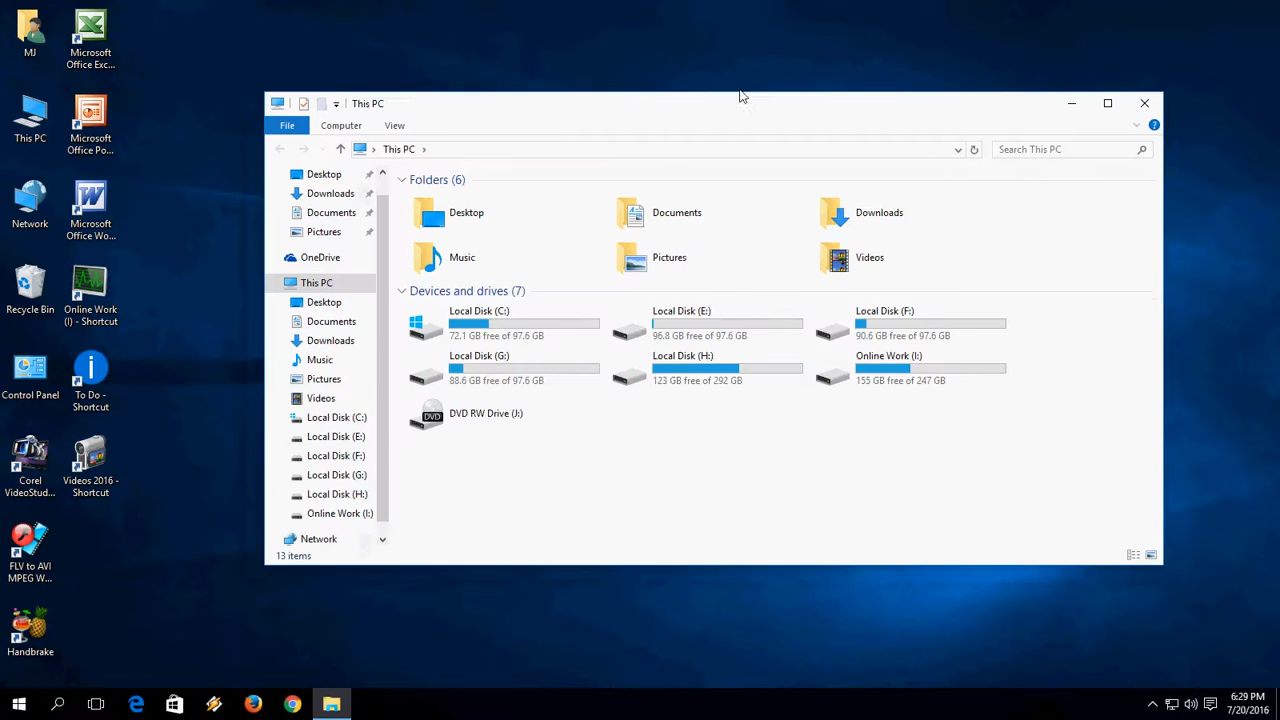 MJ
Microsoft
Office Exc...
This PC
Microsoft
Office Po...
Network
Microsoft
Office Wo...
Recycle Bin
Online Work
(I) - Shortcut
Control Panel
To Do -
Shortcut
Corel
VideoStud...
Videos 2016 -
Shortcut
FLV to AVI
MPEG W...
Handbrake
This PC
File
Computer
View
This PC
Search This PC
Desktop
Downloads
Documents
Pictures
OneDrive
This PC
Desktop
Documents
Downloads
Music
Pictures
Videos
Local Disk (C:)
Local Disk (E:)
Local Disk (F:)
Local Disk (G:)
Local Disk (H:)
Online Work (I:)
Network
13 items
Folders (6)
Desktop
Documents
Downloads
Music
Pictures
Videos
Devices and drives (7)
Local Disk (C:)
72.1 GB free of 97.6 GB
Local Disk (E:)
96.8 GB free of 97.6 GB
Local Disk (F:)
90.6 GB free of 97.6 GB
Local Disk (G:)
88.6 GB free of 97.6 GB
Local Disk (H:)
123 GB free of 292 GB
Online Work (I:)
155 GB free of 247 GB
DVD
DVD RW Drive (J:)
6:29 PM
7/20/2016